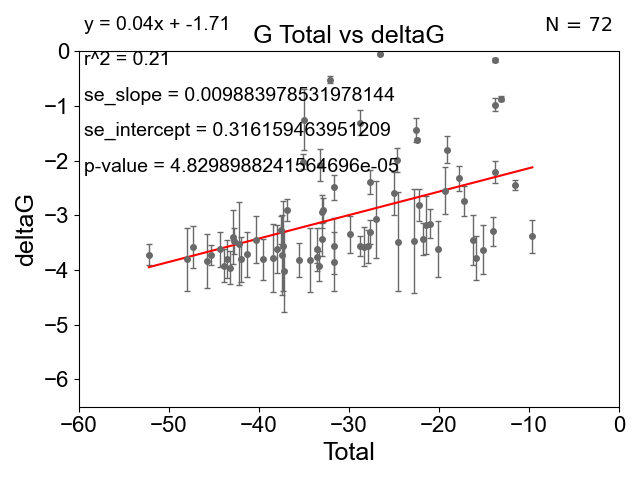 y = 0.04x + -1.71
N = 72
G Total vs deltaG
r^2 = 0.21
se_slope = 0.009883978531978144
se_intercept = 0.316159463951209
p-value = 4.8298988241564696e-05
0
−1
−2
−3
−4
−5
−6
deltaG
−60 −50 −40 −30 −20 −10 0
Total